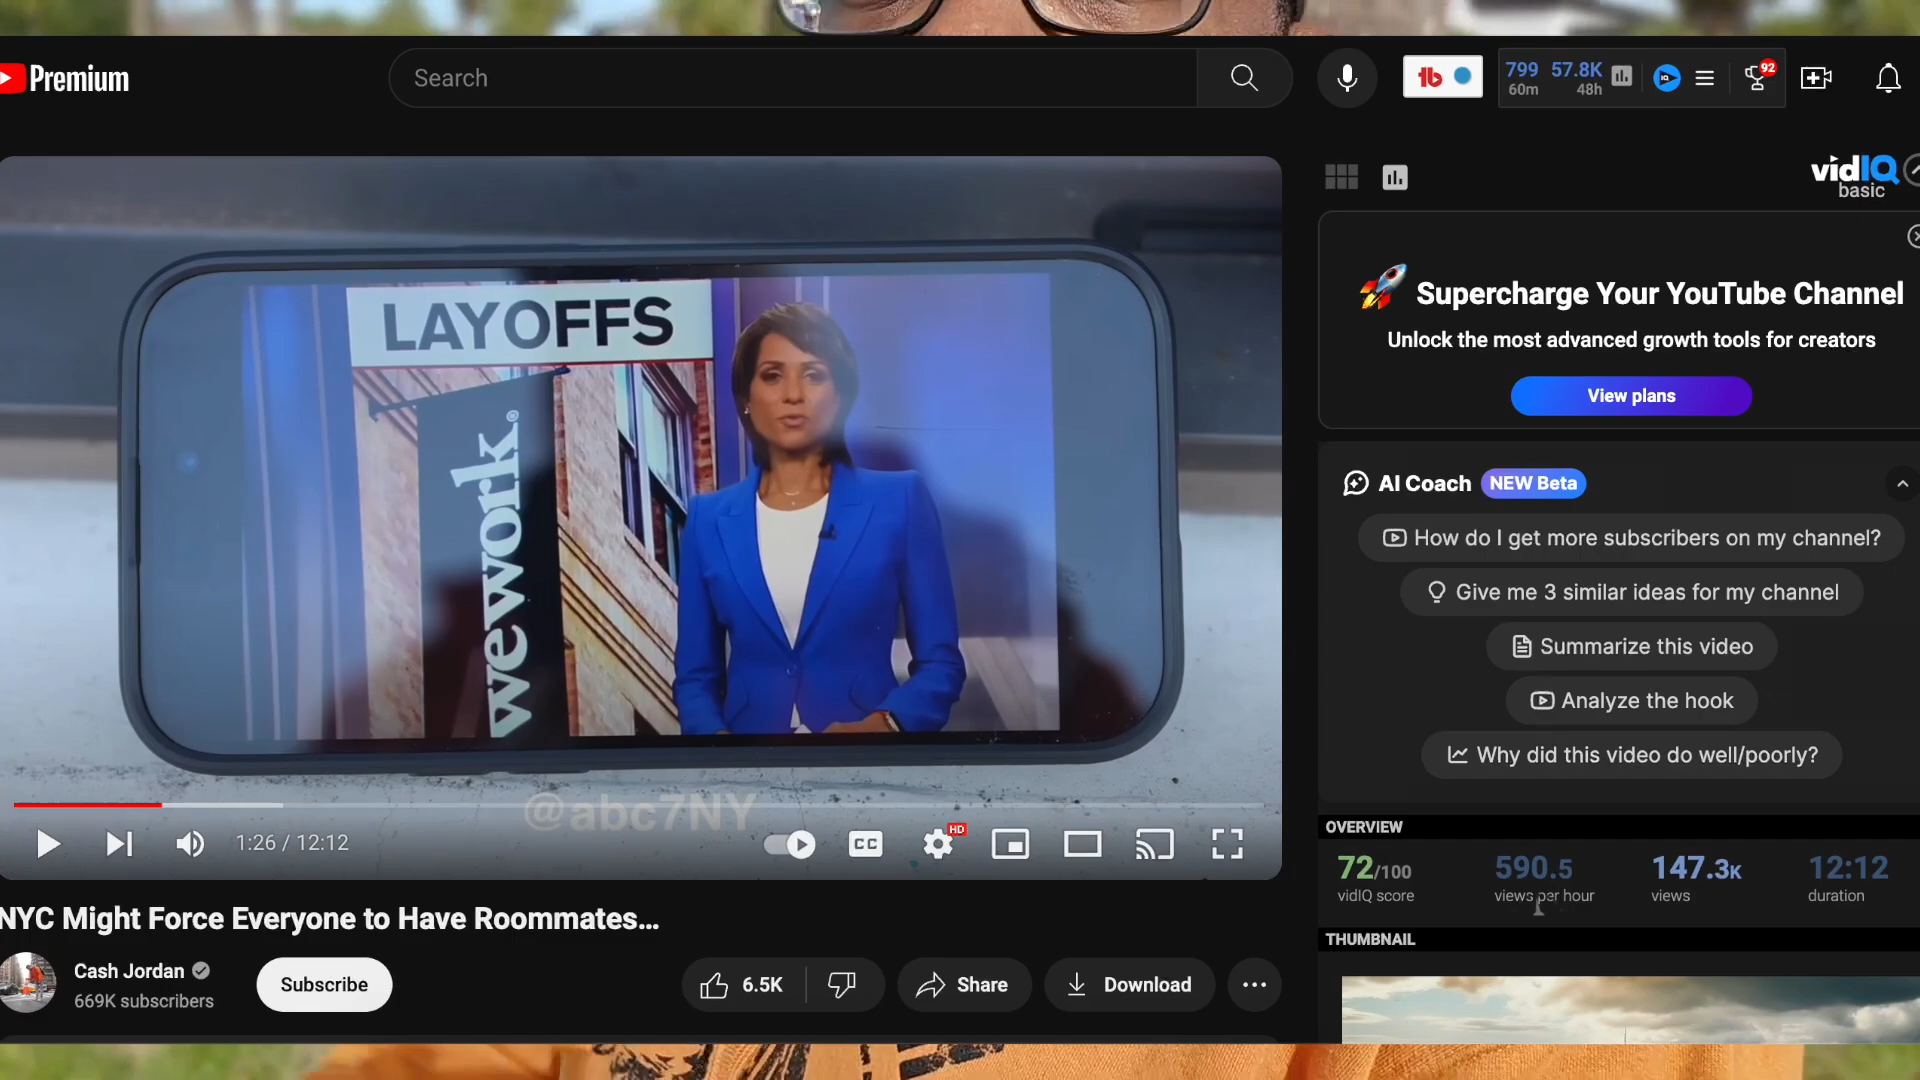 Premium
Search
799
60m
57.8K
48h
92
vidIQ
basic
LAYOFFS
wework
@abc7NY
Supercharge Your YouTube Channel
Unlock the most advanced growth tools for creators
View plans
AI Coach NEW Beta
How do I get more subscribers on my channel?
Give me 3 similar ideas for my channel
Summarize this video
Analyze the hook
Why did this video do well/poorly?
1:26 / 12:12
CC
HD
OVERVIEW
72/100 590.5 147.3K 12:12
vidIQ score views per hour views duration
THUMBNAIL
NYC Might Force Everyone to Have Roommates...
Cash Jordan
669K subscribers
Subscribe
6.5K
Share
Download